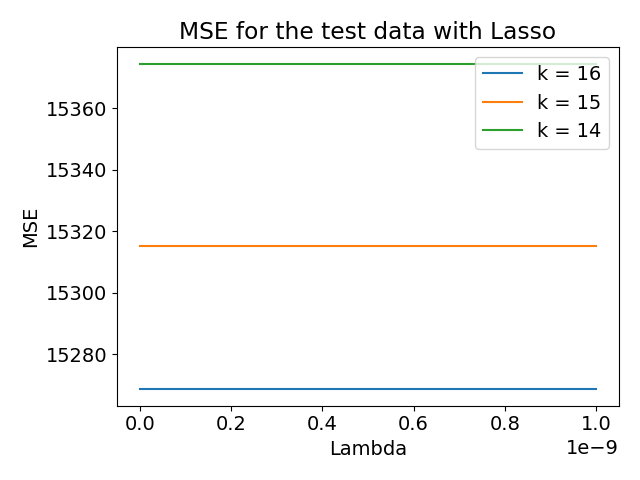 MSE for the test data with Lasso
k = 16
k = 15
k = 14
MSE
15360
15340
15320
15300
15280
0.0 0.2 0.4 0.6 0.8 1.0
1e−9
Lambda